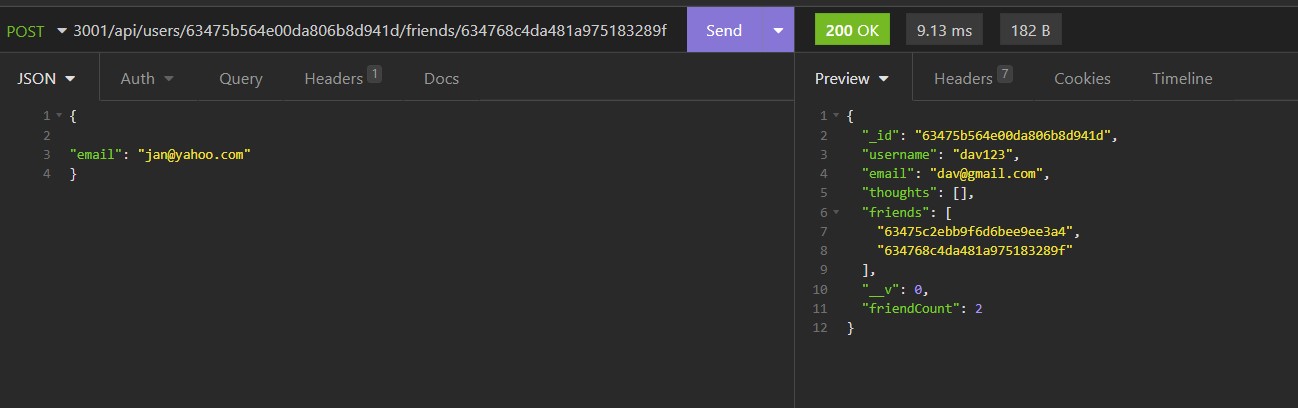 POST 3001/api/users/63475b564e00da806b8d941d/friends/634768c4da481a975183289f Send 200 OK 9.13 ms 182 B
JSON Auth Query Headers 1 Docs
1 {
2
3 "email": "jan@yahoo.com"
4 }
Preview Headers 7 Cookies Timeline
1 {
2 "_id": "63475b564e00da806b8d941d",
3 "username": "dav123",
4 "email": "dav@gmail.com",
5 "thoughts": [],
6 "friends": [
7 "63475c2ebb9f6d6bee9ee3a4",
8 "634768c4da481a975183289f"
9 ],
10 "__v": 0,
11 "friendCount": 2
12 }